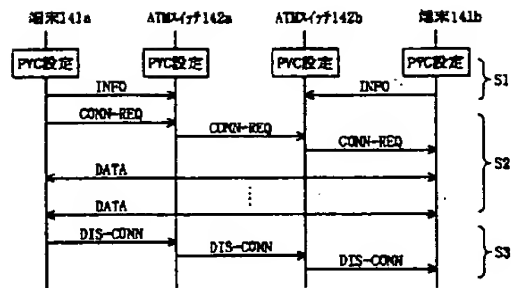 端末141a ATMスイッチ142a ATMスイッチ142b 端末141b
PVC設定 PVC設定 PVC設定 PVC設定
INFO INFO S1
CONN-REQ
CONN-REQ
CONN-REQ
S2
DATA
DATA
DIS-CONN
DIS-CONN S3
DIS-CONN